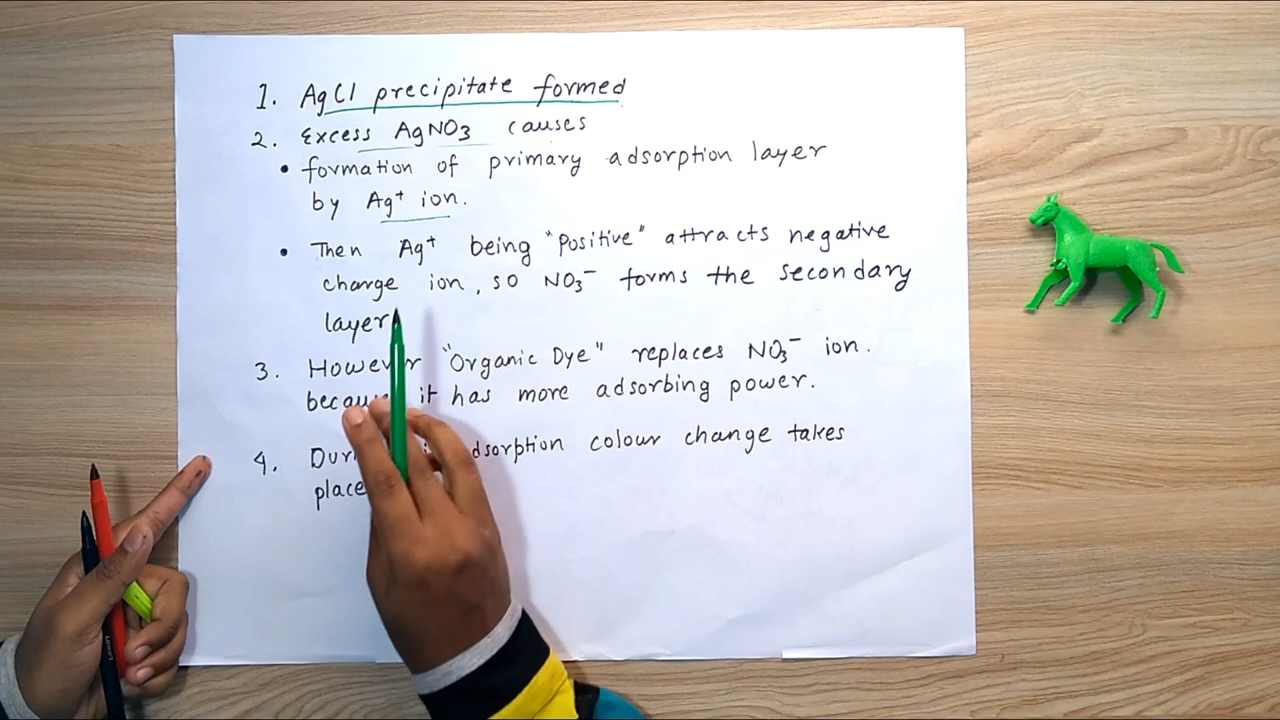 1. AgCl precipitate formed
2. Excess AgNO3 causes
• formation of primary adsorption layer
by Ag⁺ ion.
• Then Ag⁺ being "Positive" attracts negative
charge ion, so NO₃⁻ forms the secondary
layer
3. However "Organic Dye" replaces NO₃⁻ ion.
it has more adsorbing power.
4. colour change takes
place